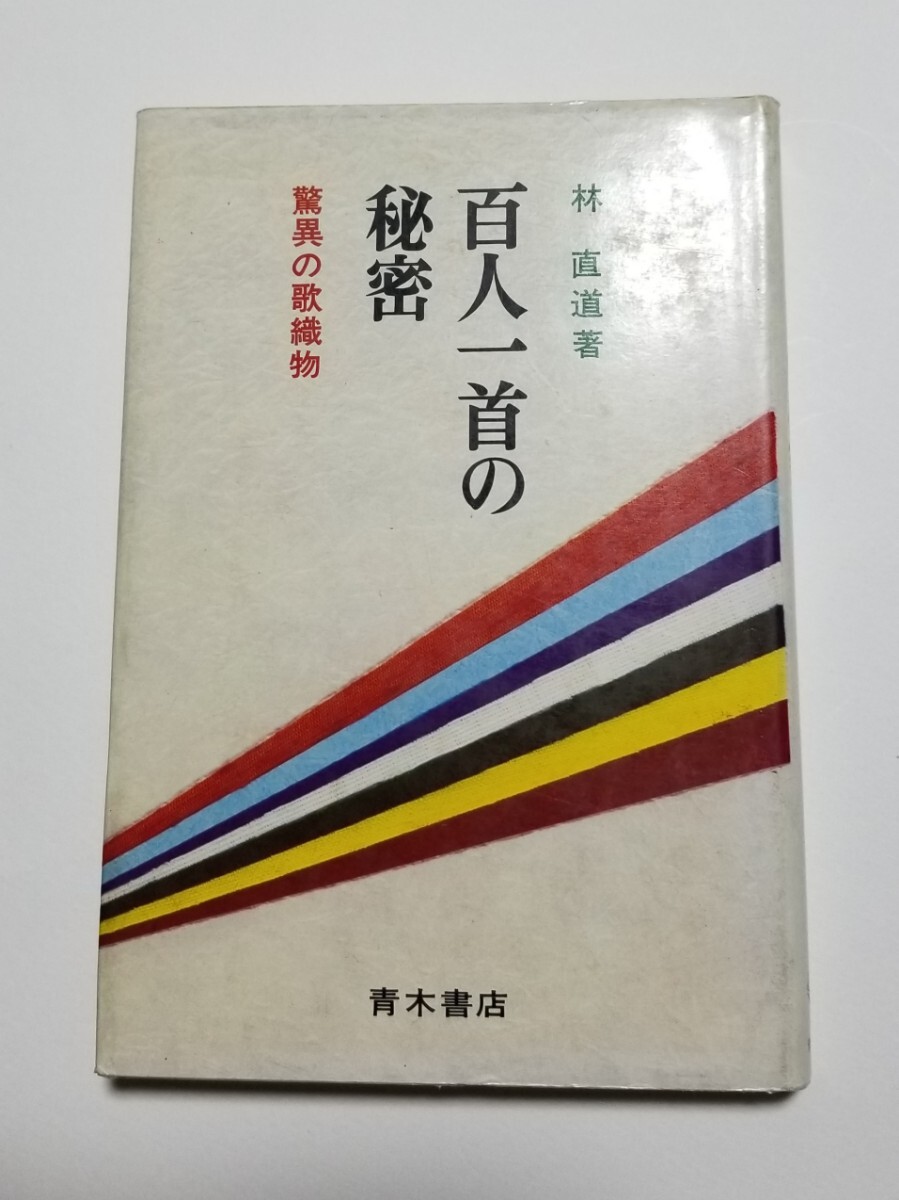 林 直道著
百人一首の
秘密
驚異の歌織物
青木書店